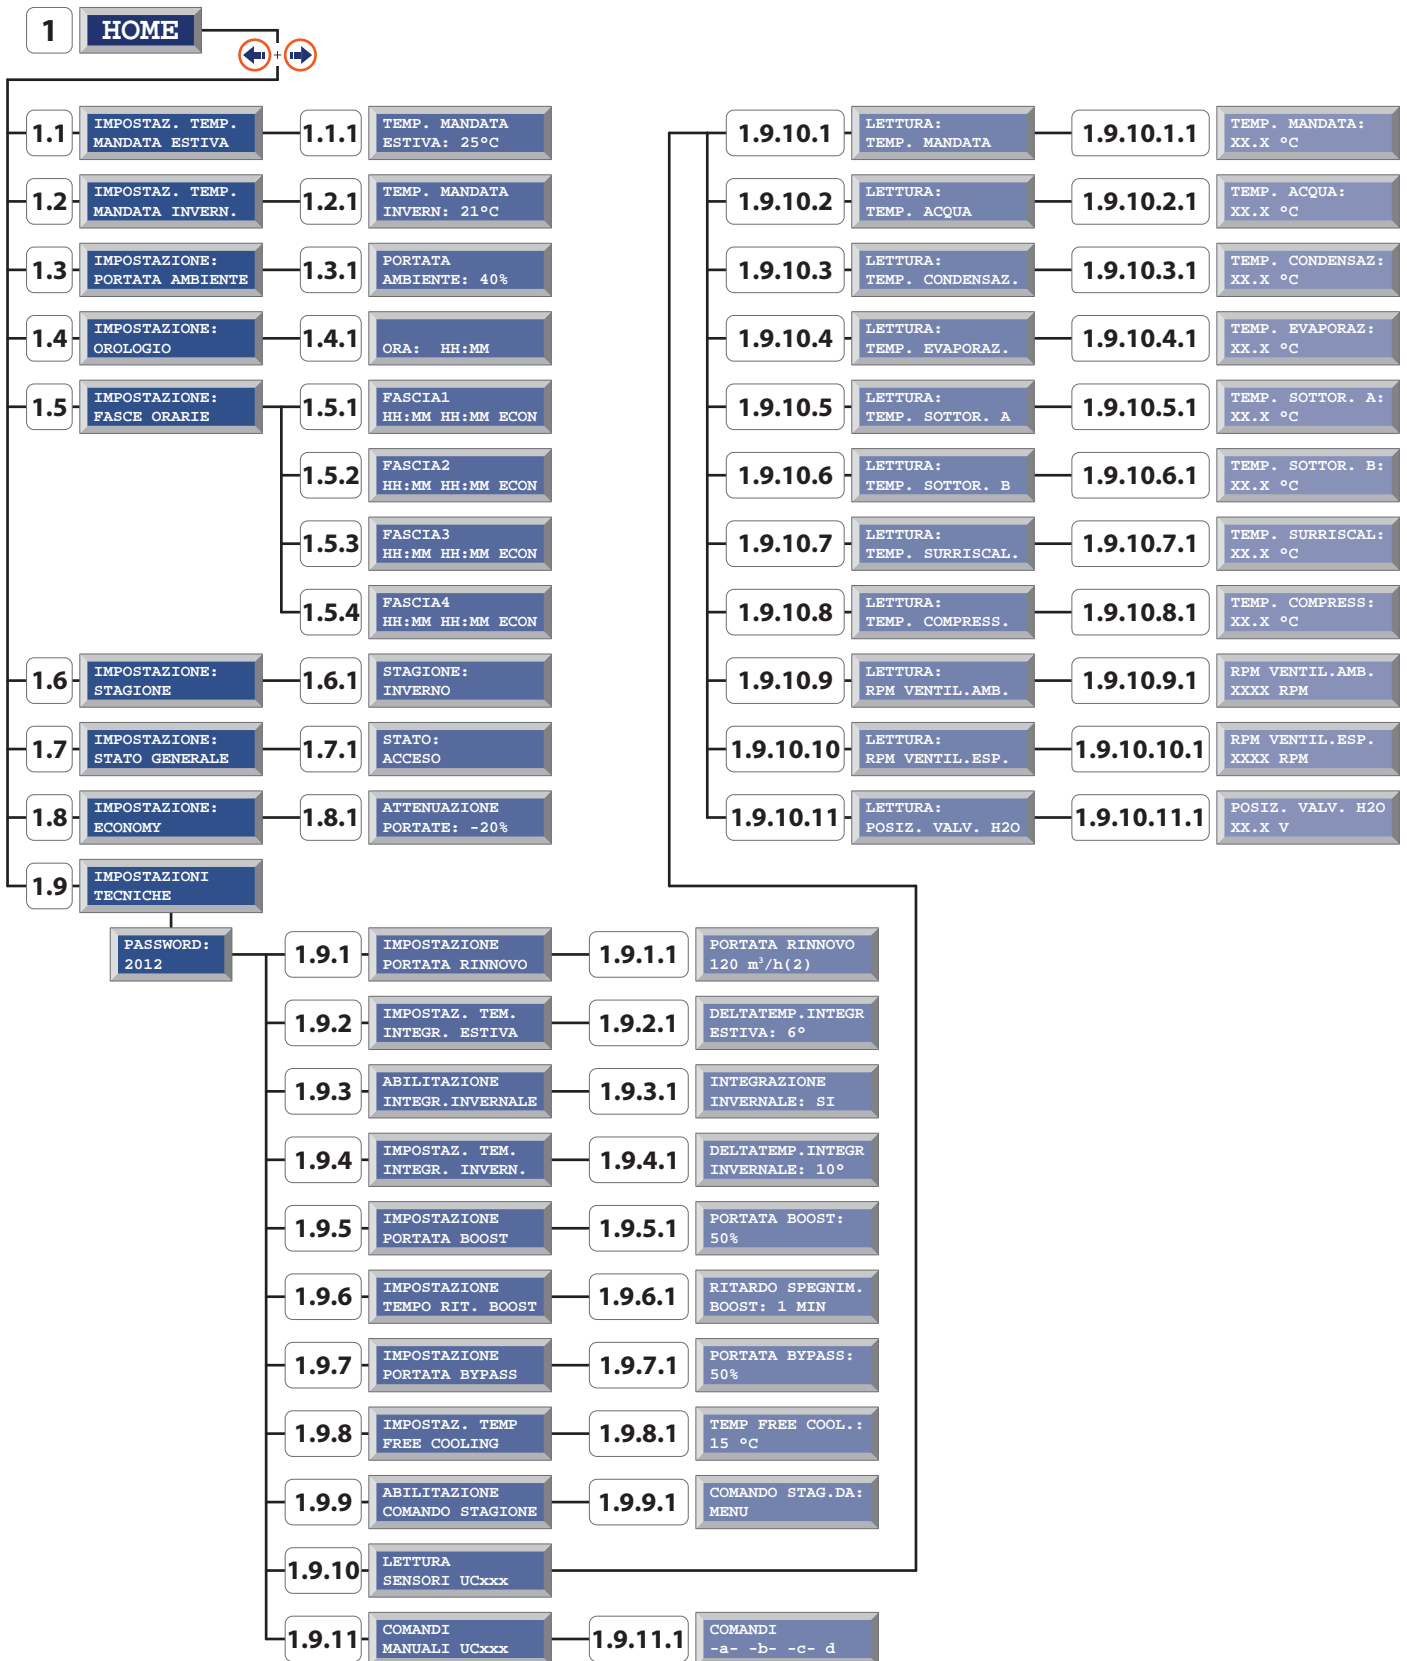 1 HOME
+
1.1 IMPOSTAZ. TEMP.
MANDATA ESTIVA
1.1.1 TEMP. MANDATA
ESTIVA: 25°C
1.2 IMPOSTAZ. TEMP.
MANDATA INVERN.
1.2.1 TEMP. MANDATA
INVERN: 21°C
1.3 IMPOSTAZIONE:
PORTATA AMBIENTE
1.3.1 PORTATA
AMBIENTE: 40%
1.4 IMPOSTAZIONE:
OROLOGIO
1.4.1 ORA: HH:MM
1.5 IMPOSTAZIONE:
FASCE ORARIE
1.5.1 FASCIA1
HH:MM HH:MM ECON
1.5.2 FASCIA2
HH:MM HH:MM ECON
1.5.3 FASCIA3
HH:MM HH:MM ECON
1.5.4 FASCIA4
HH:MM HH:MM ECON
1.6 IMPOSTAZIONE:
STAGIONE
1.6.1 STAGIONE:
INVERNO
1.7 IMPOSTAZIONE:
STATO GENERALE
1.7.1 STATO:
ACCESO
1.8 IMPOSTAZIONE:
ECONOMY
1.8.1 ATTENUAZIONE
PORTATE: -20%
1.9 IMPOSTAZIONI
TECNICHE
PASSWORD:
2012
1.9.1 IMPOSTAZIONE
PORTATA RINNOVO
1.9.1.1 PORTATA RINNOVO
120 m³/h(2)
1.9.2 IMPOSTAZ. TEM.
INTEGR. ESTIVA
1.9.2.1 DELTATEMP.INTEGR
ESTIVA: 6°
1.9.3 ABILITAZIONE
INTEGR.INVERNALE
1.9.3.1 INTEGRAZIONE
INVERNALE: SI
1.9.4 IMPOSTAZ. TEM.
INTEGR. INVERN.
1.9.4.1 DELTATEMP.INTEGR
INVERNALE: 10°
1.9.5 IMPOSTAZIONE
PORTATA BOOST
1.9.5.1 PORTATA BOOST:
50%
1.9.6 IMPOSTAZIONE
TEMPO RIT. BOOST
1.9.6.1 RITARDO SPEGNIM.
BOOST: 1 MIN
1.9.7 IMPOSTAZIONE
PORTATA BYPASS
1.9.7.1 PORTATA BYPASS:
50%
1.9.8 IMPOSTAZ. TEMP
FREE COOLING
1.9.8.1 TEMP FREE COOL.:
15 °C
1.9.9 ABILITAZIONE
COMANDO STAGIONE
1.9.9.1 COMANDO STAG.DA:
MENU
1.9.10 LETTURA
SENSORI UCxxx
1.9.11 COMANDI
MANUALI UCxxx
1.9.11.1 COMANDI
-a- -b- -c- d
1.9.10.1 LETTURA:
TEMP. MANDATA
1.9.10.1.1 TEMP. MANDATA:
XX.X °C
1.9.10.2 LETTURA:
TEMP. ACQUA
1.9.10.2.1 TEMP. ACQUA:
XX.X °C
1.9.10.3 LETTURA:
TEMP. CONDENSAZ.
1.9.10.3.1 TEMP. CONDENSAZ:
XX.X °C
1.9.10.4 LETTURA:
TEMP. EVAPORAZ.
1.9.10.4.1 TEMP. EVAPORAZ:
XX.X °C
1.9.10.5 LETTURA:
TEMP. SOTTOR. A
1.9.10.5.1 TEMP. SOTTOR. A:
XX.X °C
1.9.10.6 LETTURA:
TEMP. SOTTOR. B
1.9.10.6.1 TEMP. SOTTOR. B:
XX.X °C
1.9.10.7 LETTURA:
TEMP. SURRISCAL.
1.9.10.7.1 TEMP. SURRISCAL:
XX.X °C
1.9.10.8 LETTURA:
TEMP. COMPRESS.
1.9.10.8.1 TEMP. COMPRESS:
XX.X °C
1.9.10.9 LETTURA:
RPM VENTIL.AMB.
1.9.10.9.1 RPM VENTIL.AMB.
XXXX RPM
1.9.10.10 LETTURA:
RPM VENTIL.ESP.
1.9.10.10.1 RPM VENTIL.ESP.
XXXX RPM
1.9.10.11 LETTURA:
POSIZ. VALV. H2O
1.9.10.11.1 POSIZ. VALV. H2O
XX.X V